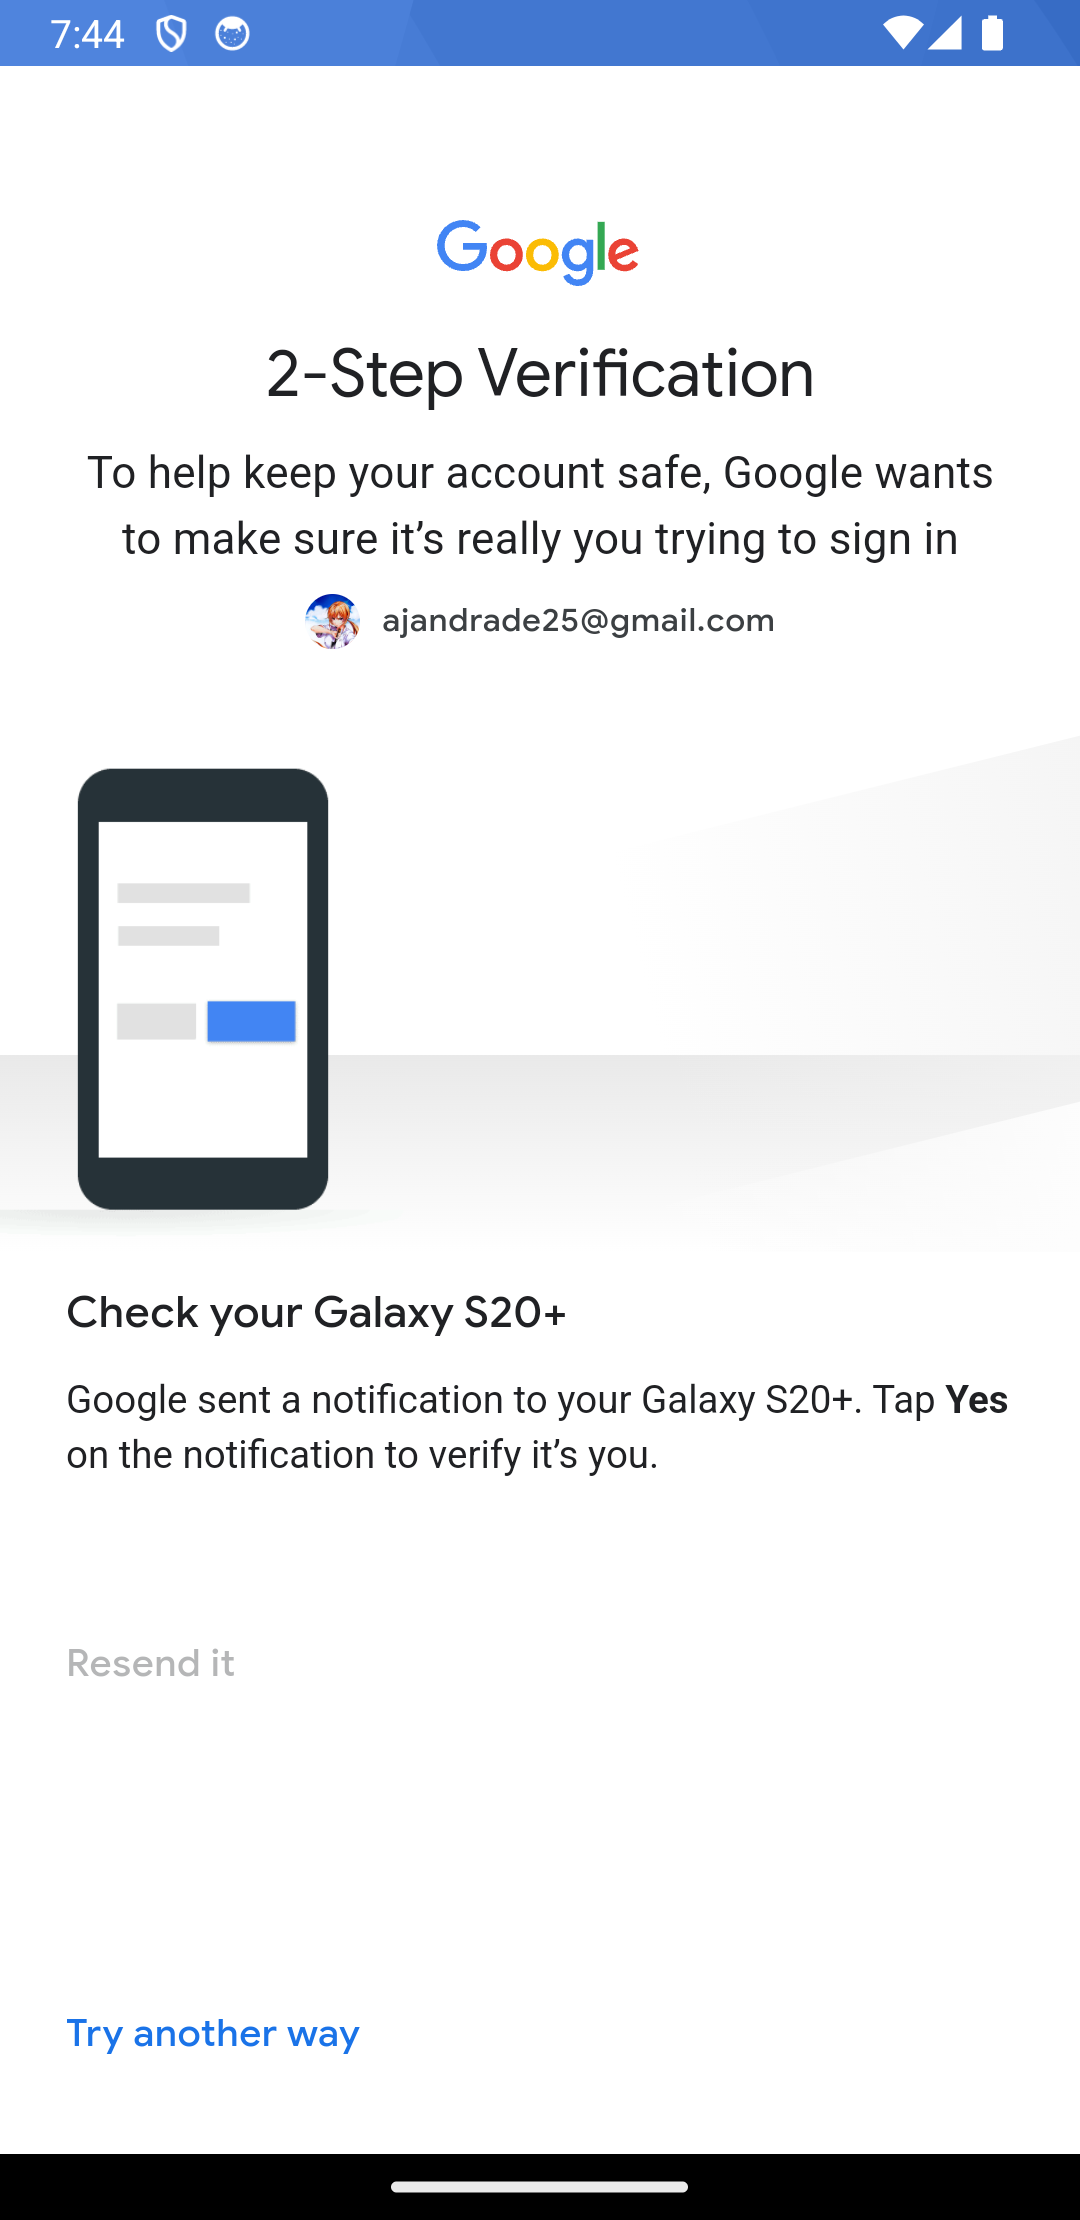 7:44
Google
2-Step Verification
To help keep your account safe, Google wants
to make sure it’s really you trying to sign in
ajandrade25@gmail.com
Check your Galaxy S20+
Google sent a notification to your Galaxy S20+. Tap Yes
on the notification to verify it’s you.
Resend it
Try another way